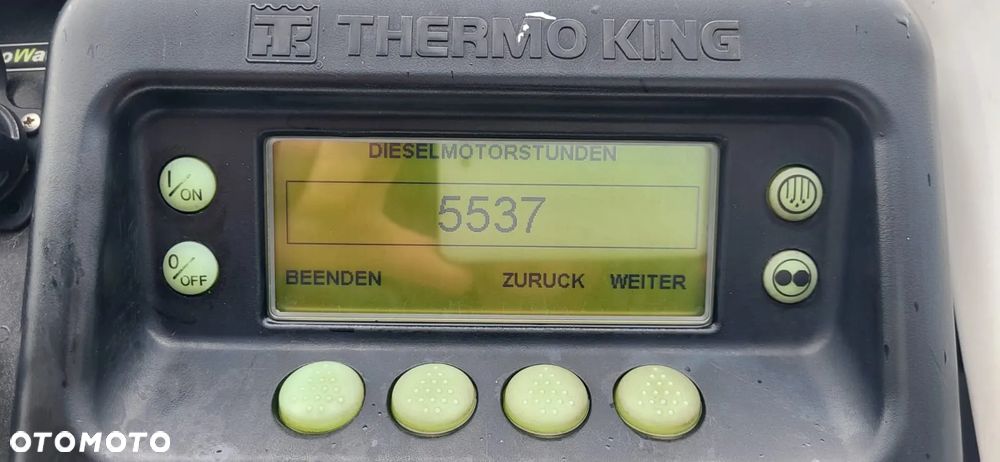 THERMO KING
DIESELMOTORSTUNDEN
I/ON
5537
O/OFF
BEENDEN ZURUCK WEITER
OTOMOTO